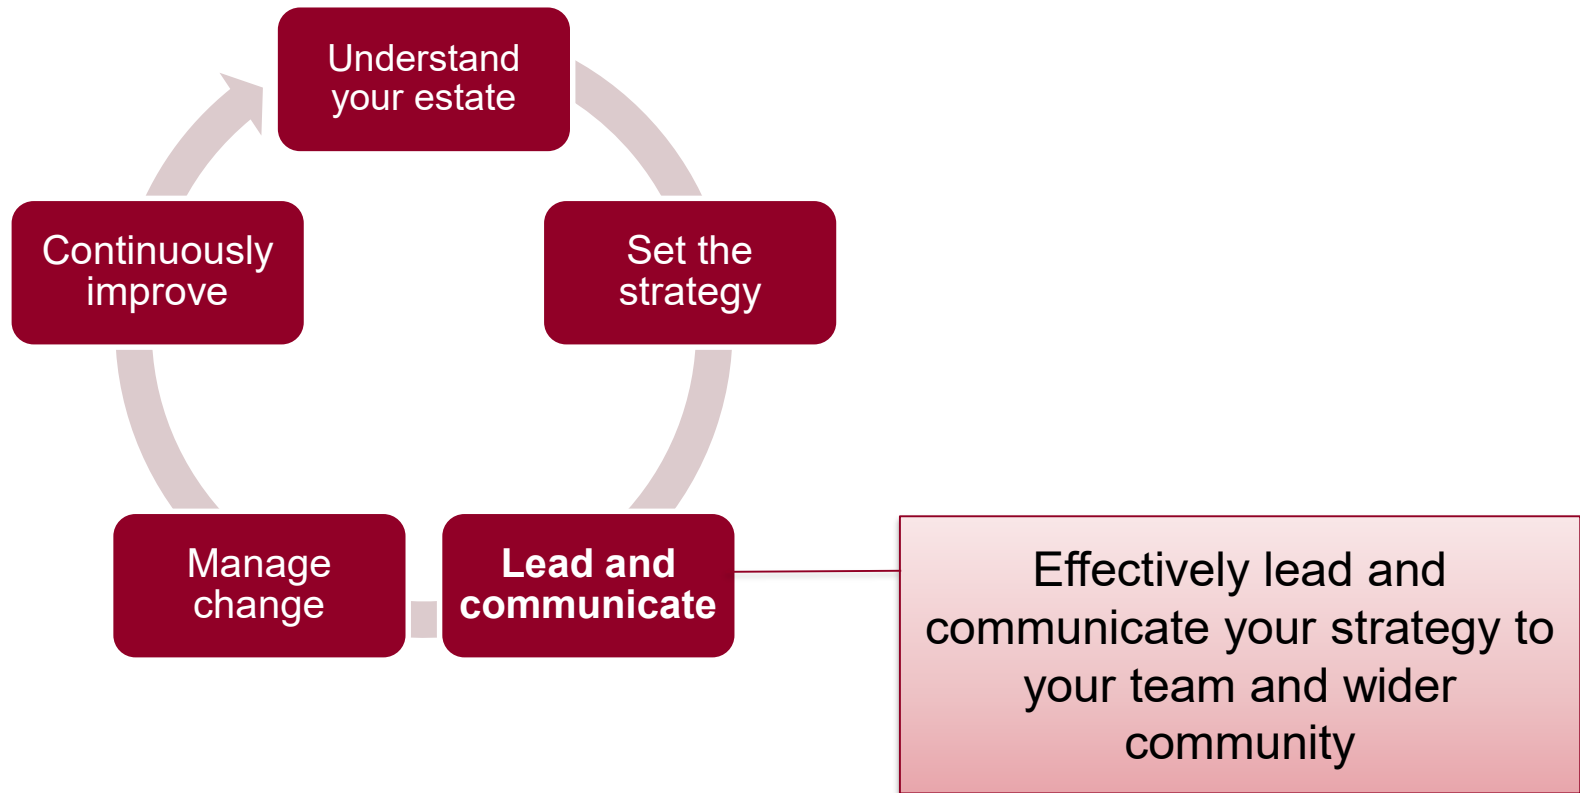 Understand
your estate
Set the
strategy
Lead and
communicate
Manage
change
Continuously
improve
Effectively lead and
communicate your strategy to
your team and wider
community